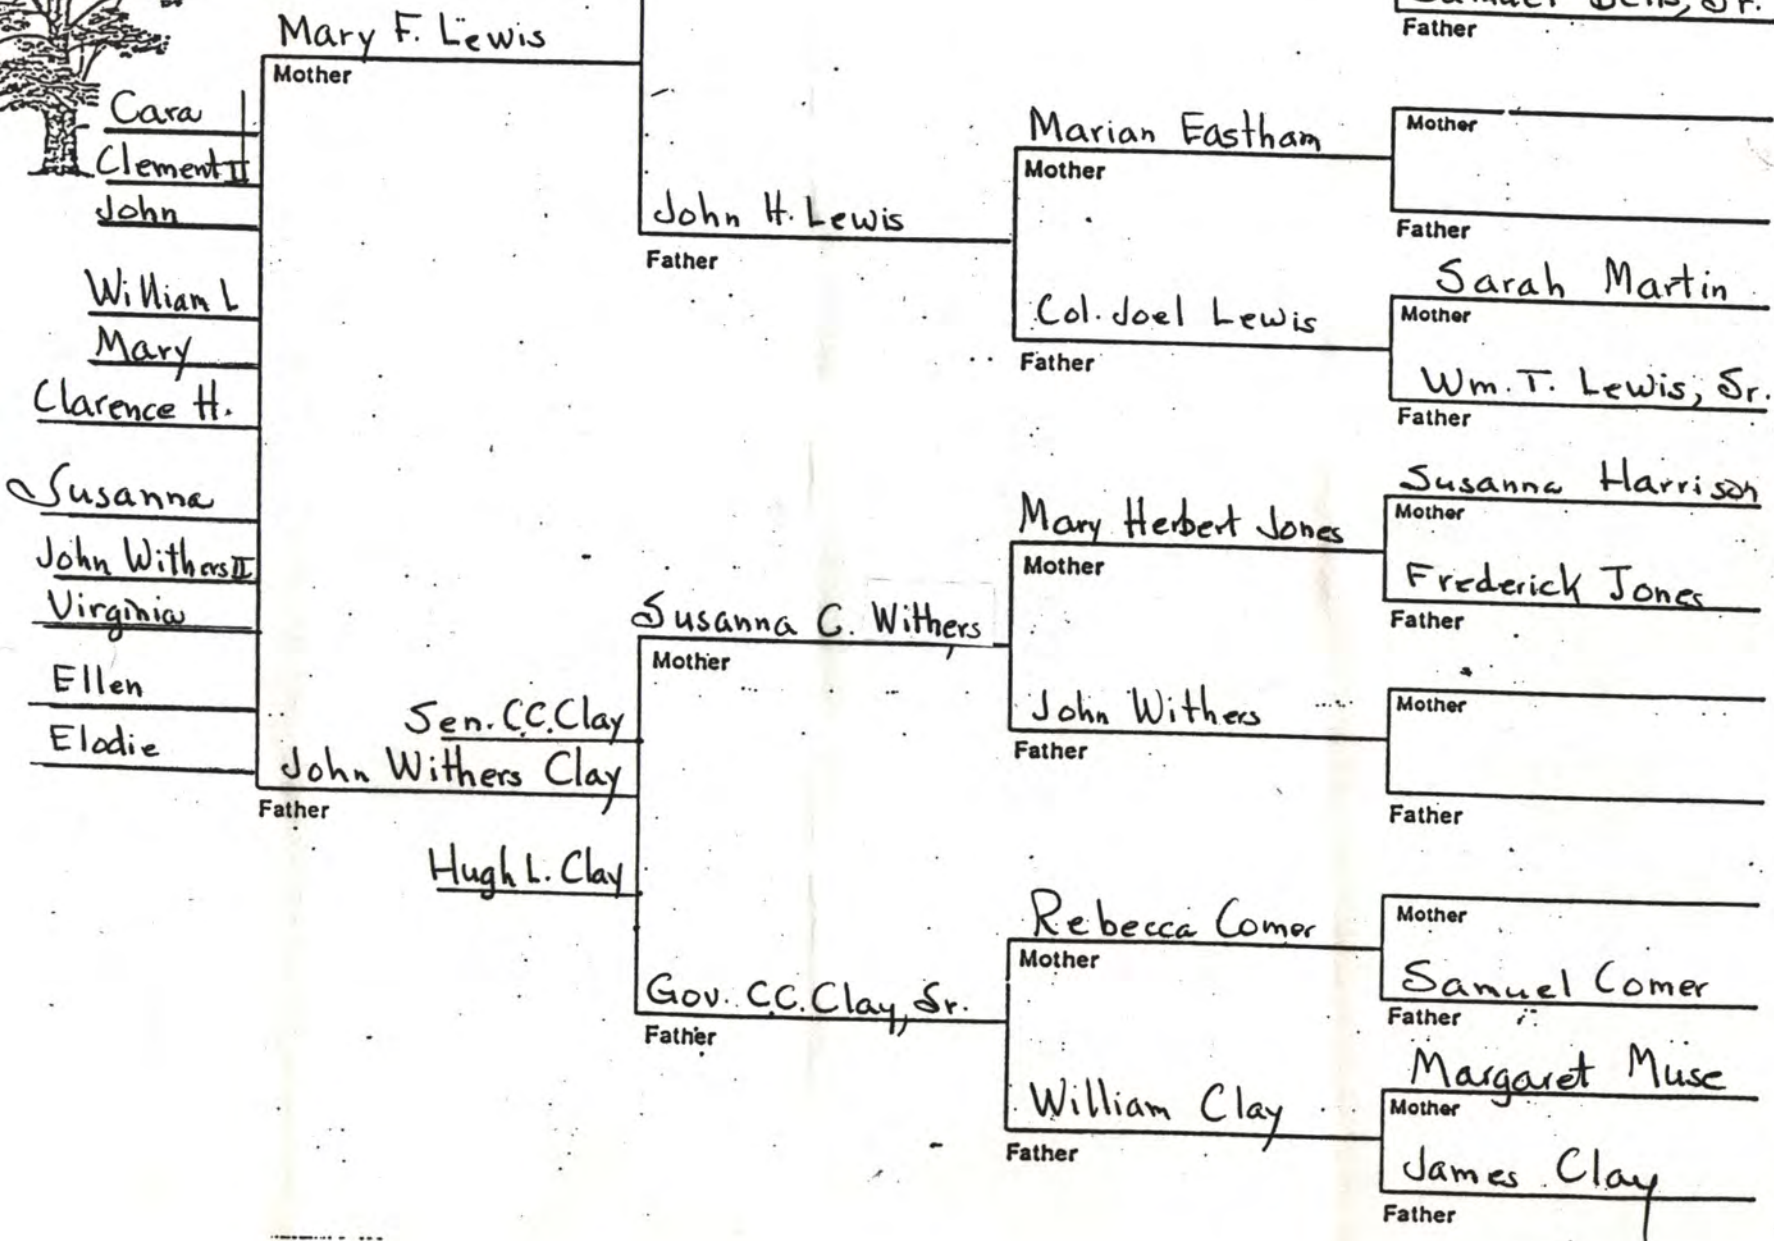 Mary F. Lewis
Mother
Cara
Clement II
John
William L
Mary
Clarence H.
Susanna
John Withers II
Virginia
Ellen
Elodie
Sen. C.C. Clay
John Withers Clay
Father
Hugh L. Clay
John H. Lewis
Father
Susanna C. Withers
Mother
Gov. C.C. Clay, Sr.
Father
Marian Eastham
Mother
Col. Joel Lewis
Father
Mary Herbert Jones
Mother
John Withers
Father
Rebecca Comer
Mother
William Clay
Father
Sr.
Father
Mother
Father
Sarah Martin
Mother
Wm. T. Lewis, Sr.
Father
Susanna Harrison
Mother
Frederick Jones
Father
Mother
Father
Mother
Samuel Comer
Father
Margaret Muse
Mother
James Clay
Father